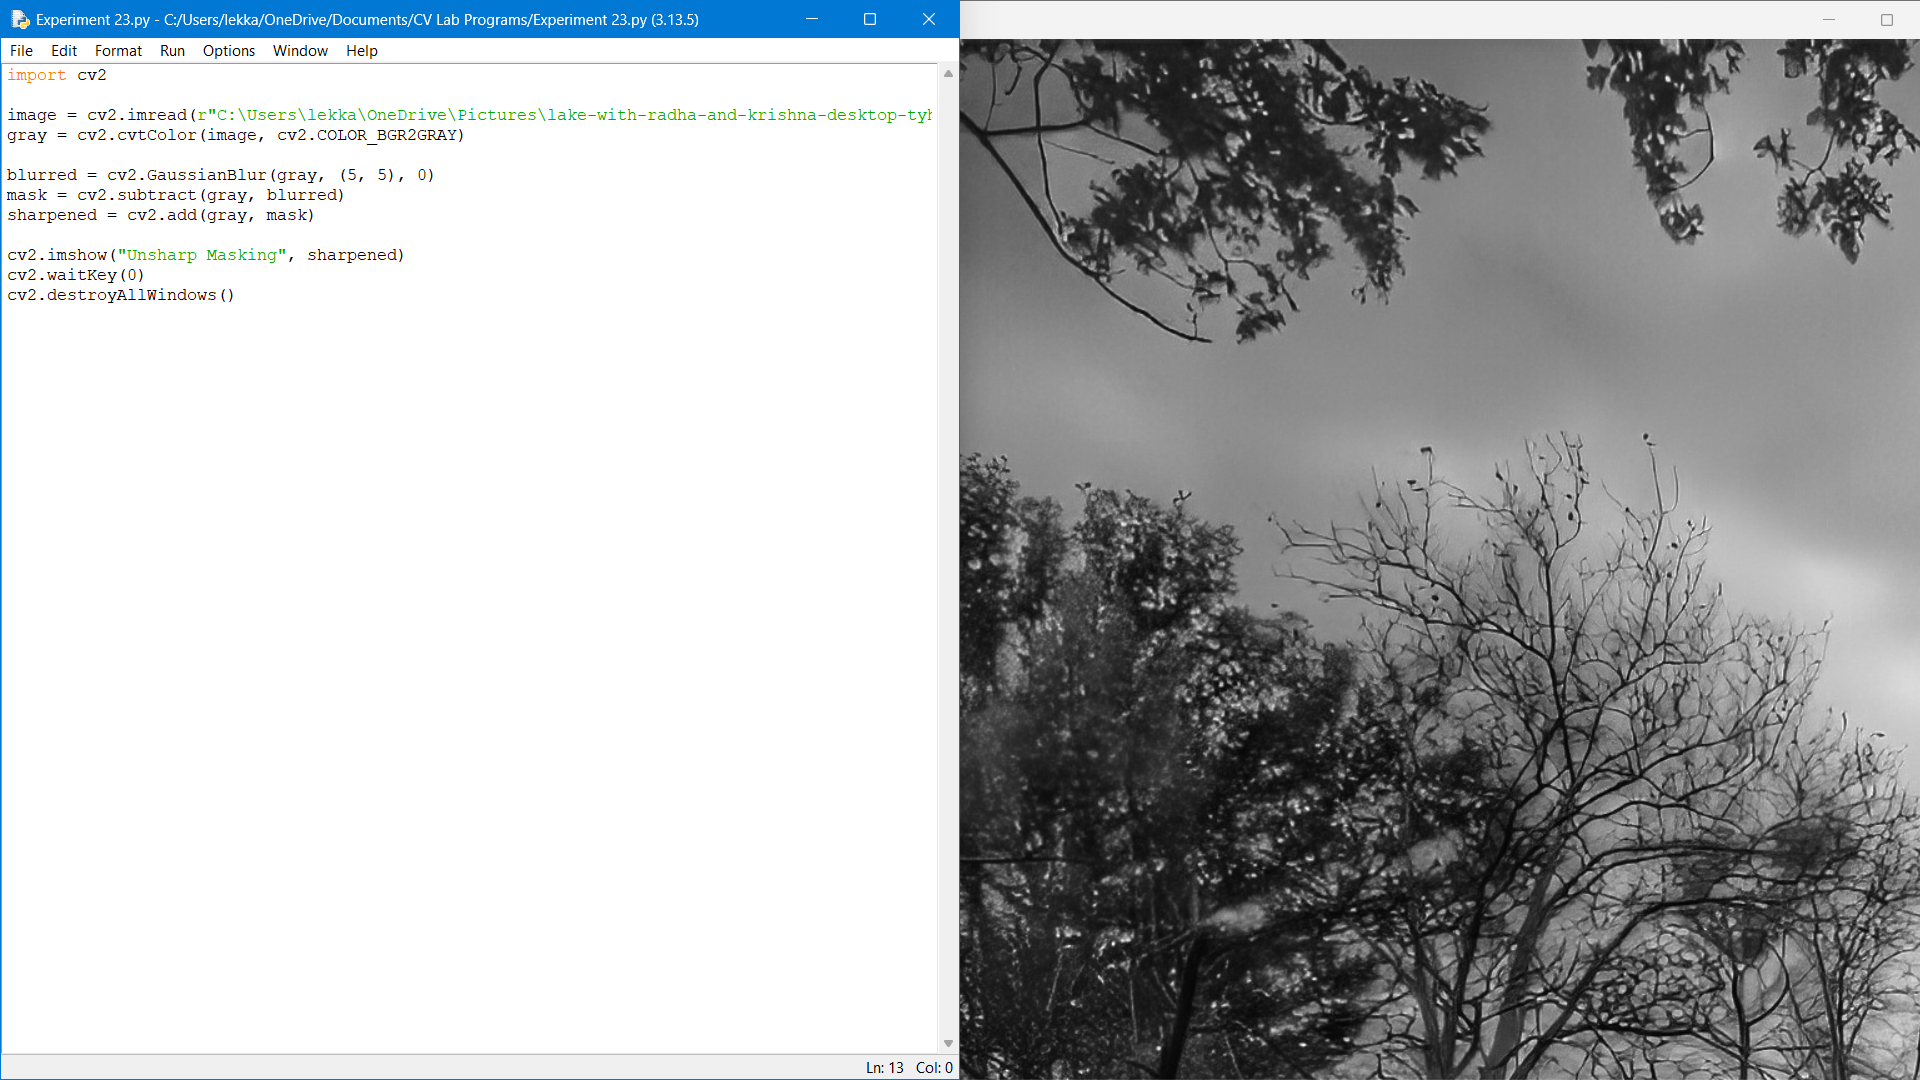 Experiment 23.py - C:/Users/lekka/OneDrive/Documents/CV Lab Programs/Experiment 23.py (3.13.5)
File Edit Format Run Options Window Help
import cv2
image = cv2.imread(r"C:\Users\lekka\OneDrive\Pictures\lake-with-radha-and-krishna-desktop-tyh
gray = cv2.cvtColor(image, cv2.COLOR_BGR2GRAY)
blurred = cv2.GaussianBlur(gray, (5, 5), 0)
mask = cv2.subtract(gray, blurred)
sharpened = cv2.add(gray, mask)
cv2.imshow("Unsharp Masking", sharpened)
cv2.waitKey(0)
cv2.destroyAllWindows()
Ln: 13 Col: 0